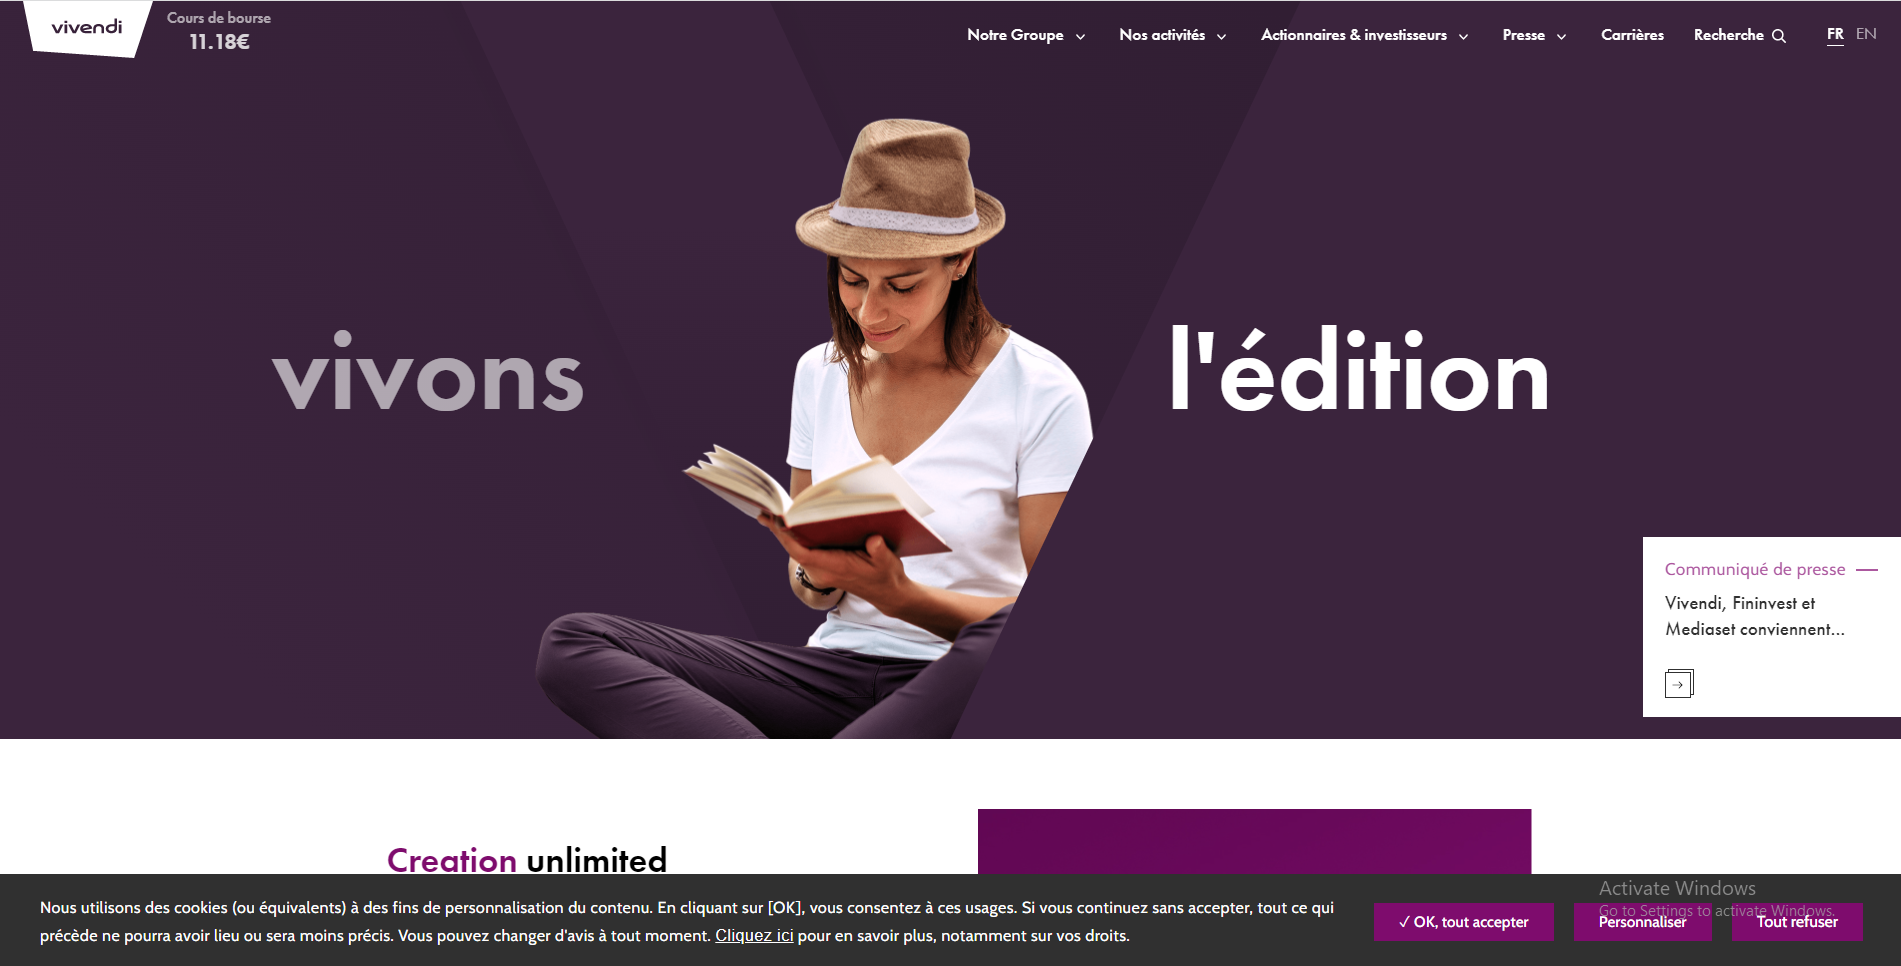 vivendi
Cours de bourse
11.18€
Notre Groupe
Nos activités
Actionnaires & investisseurs
Presse
Carrières
Recherche
FR EN
vivons
l'édition
Communiqué de presse
Vivendi, Fininvest et
Mediaset conviennent...
Creation unlimited
Nous utilisons des cookies (ou équivalents) à des fins de personnalisation du contenu. En cliquant sur [OK], vous consentez à ces usages. Si vous continuez sans accepter, tout ce qui
précède ne pourra avoir lieu ou sera moins précis. Vous pouvez changer d'avis à tout moment. Cliquez ici pour en savoir plus, notamment sur vos droits.
✓ OK, tout accepter
Personnaliser
Tout refuser
Activate Windows
Go to Settings to activate Windows.